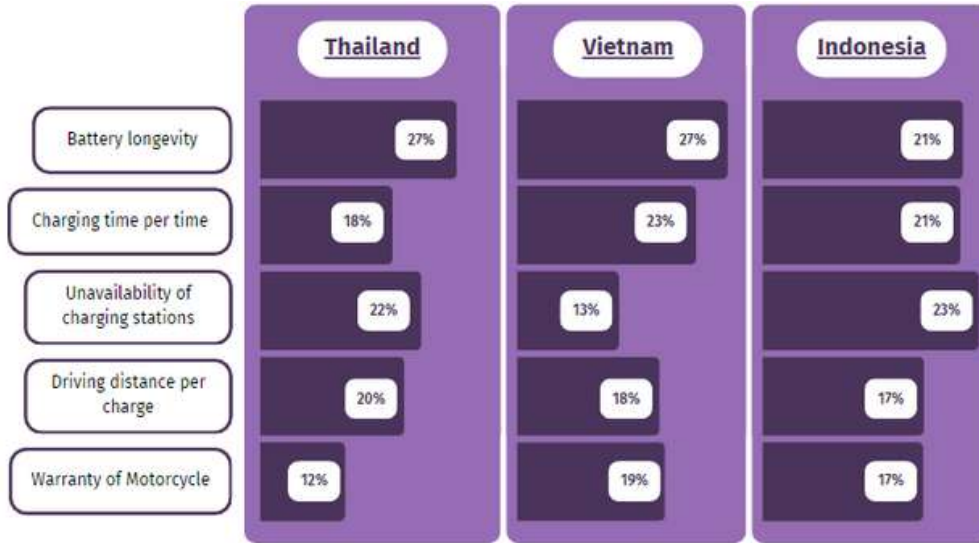 Thailand
Vietnam
Indonesia
Battery longevity
27%
27%
21%
Charging time per time
18%
23%
21%
Unavailability of
charging stations
22%
13%
23%
Driving distance per
charge
20%
18%
17%
Warranty of Motorcycle
12%
19%
17%